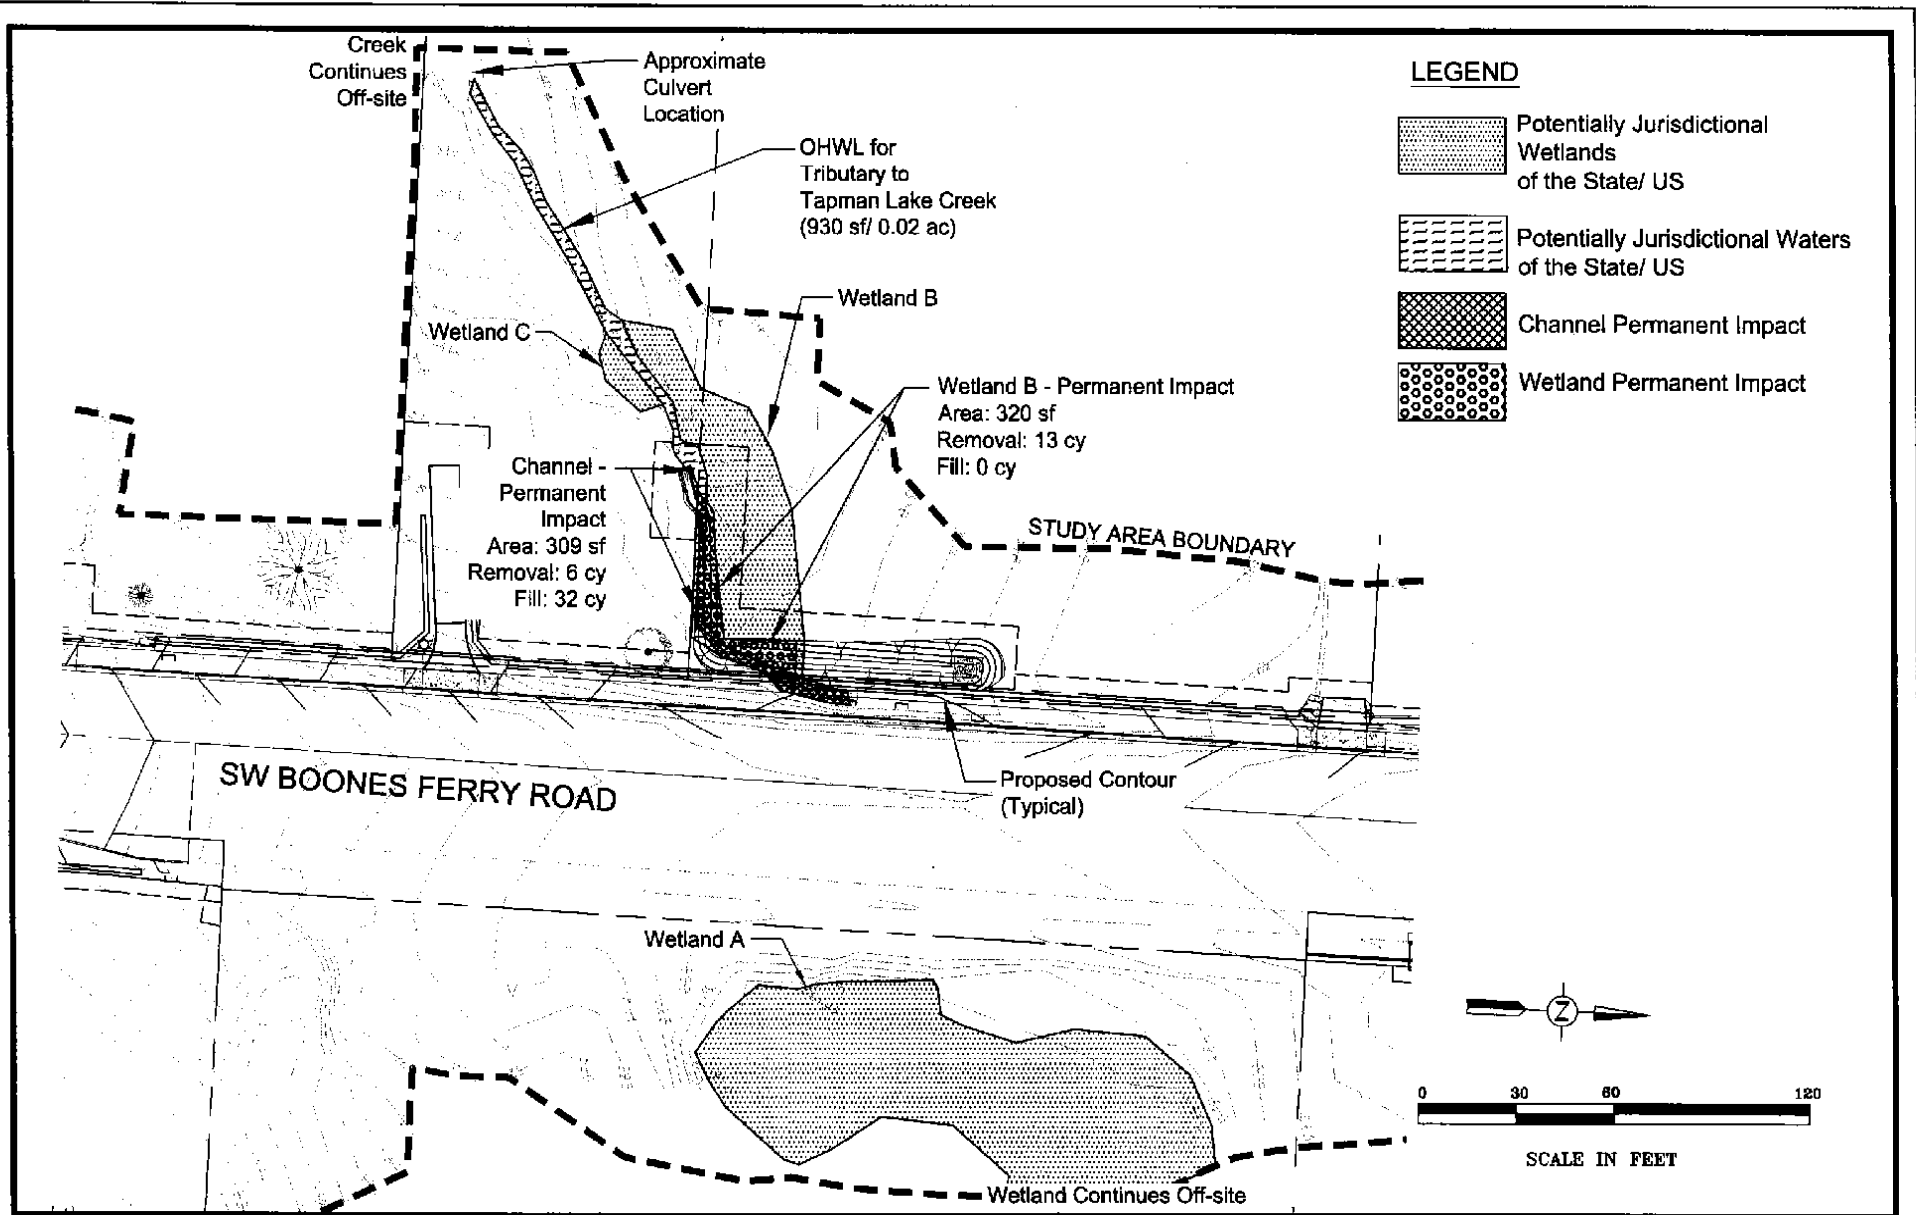 Creek
Continues
Off-site
Approximate
Culvert
Location
OHWL for
Tributary to
Tapman Lake Creek
(930 sf/ 0.02 ac)
Wetland B
Wetland C
Wetland B - Permanent Impact
Area: 320 sf
Removal: 13 cy
Fill: 0 cy
Channel -
Permanent
Impact
Area: 309 sf
Removal: 6 cy
Fill: 32 cy
STUDY AREA BOUNDARY
SW BOONES FERRY ROAD
Proposed Contour
(Typical)
Wetland A
Wetland Continues Off-site
LEGEND
Potentially Jurisdictional
Wetlands
of the State/ US
Potentially Jurisdictional Waters
of the State/ US
Channel Permanent Impact
Wetland Permanent Impact
Z
0 30 60 120
SCALE IN FEET